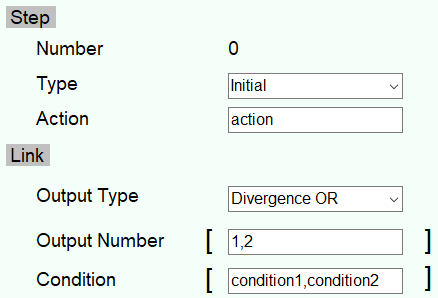 Step
Number 0
Type Initial
Action action
Link
Output Type Divergence OR
Output Number [ 1,2 ]
Condition [ condition1,condition2 ]